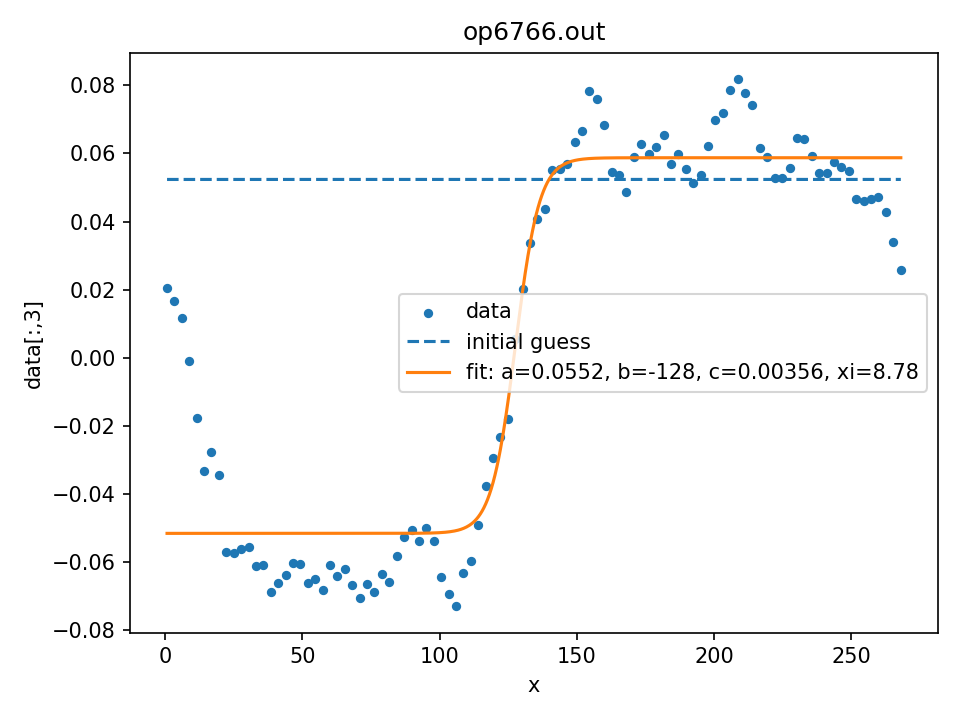 op6766.out
0.08
0.06
0.04
0.02
0.00
−0.02
−0.04
−0.06
−0.08
data[:,3]
data
initial guess
fit: a=0.0552, b=-128, c=0.00356, xi=8.78
0 50 100 150 200 250
x